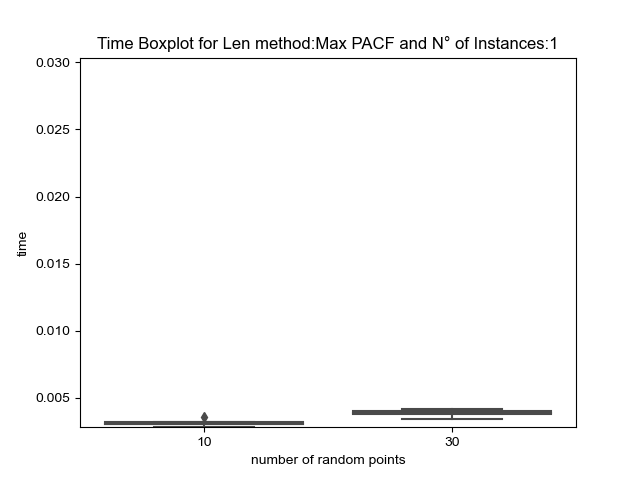 Time Boxplot for Len method:Max PACF and N° of Instances:1
0.030
0.025
0.020
0.015
0.010
0.005
time
10 30
number of random points